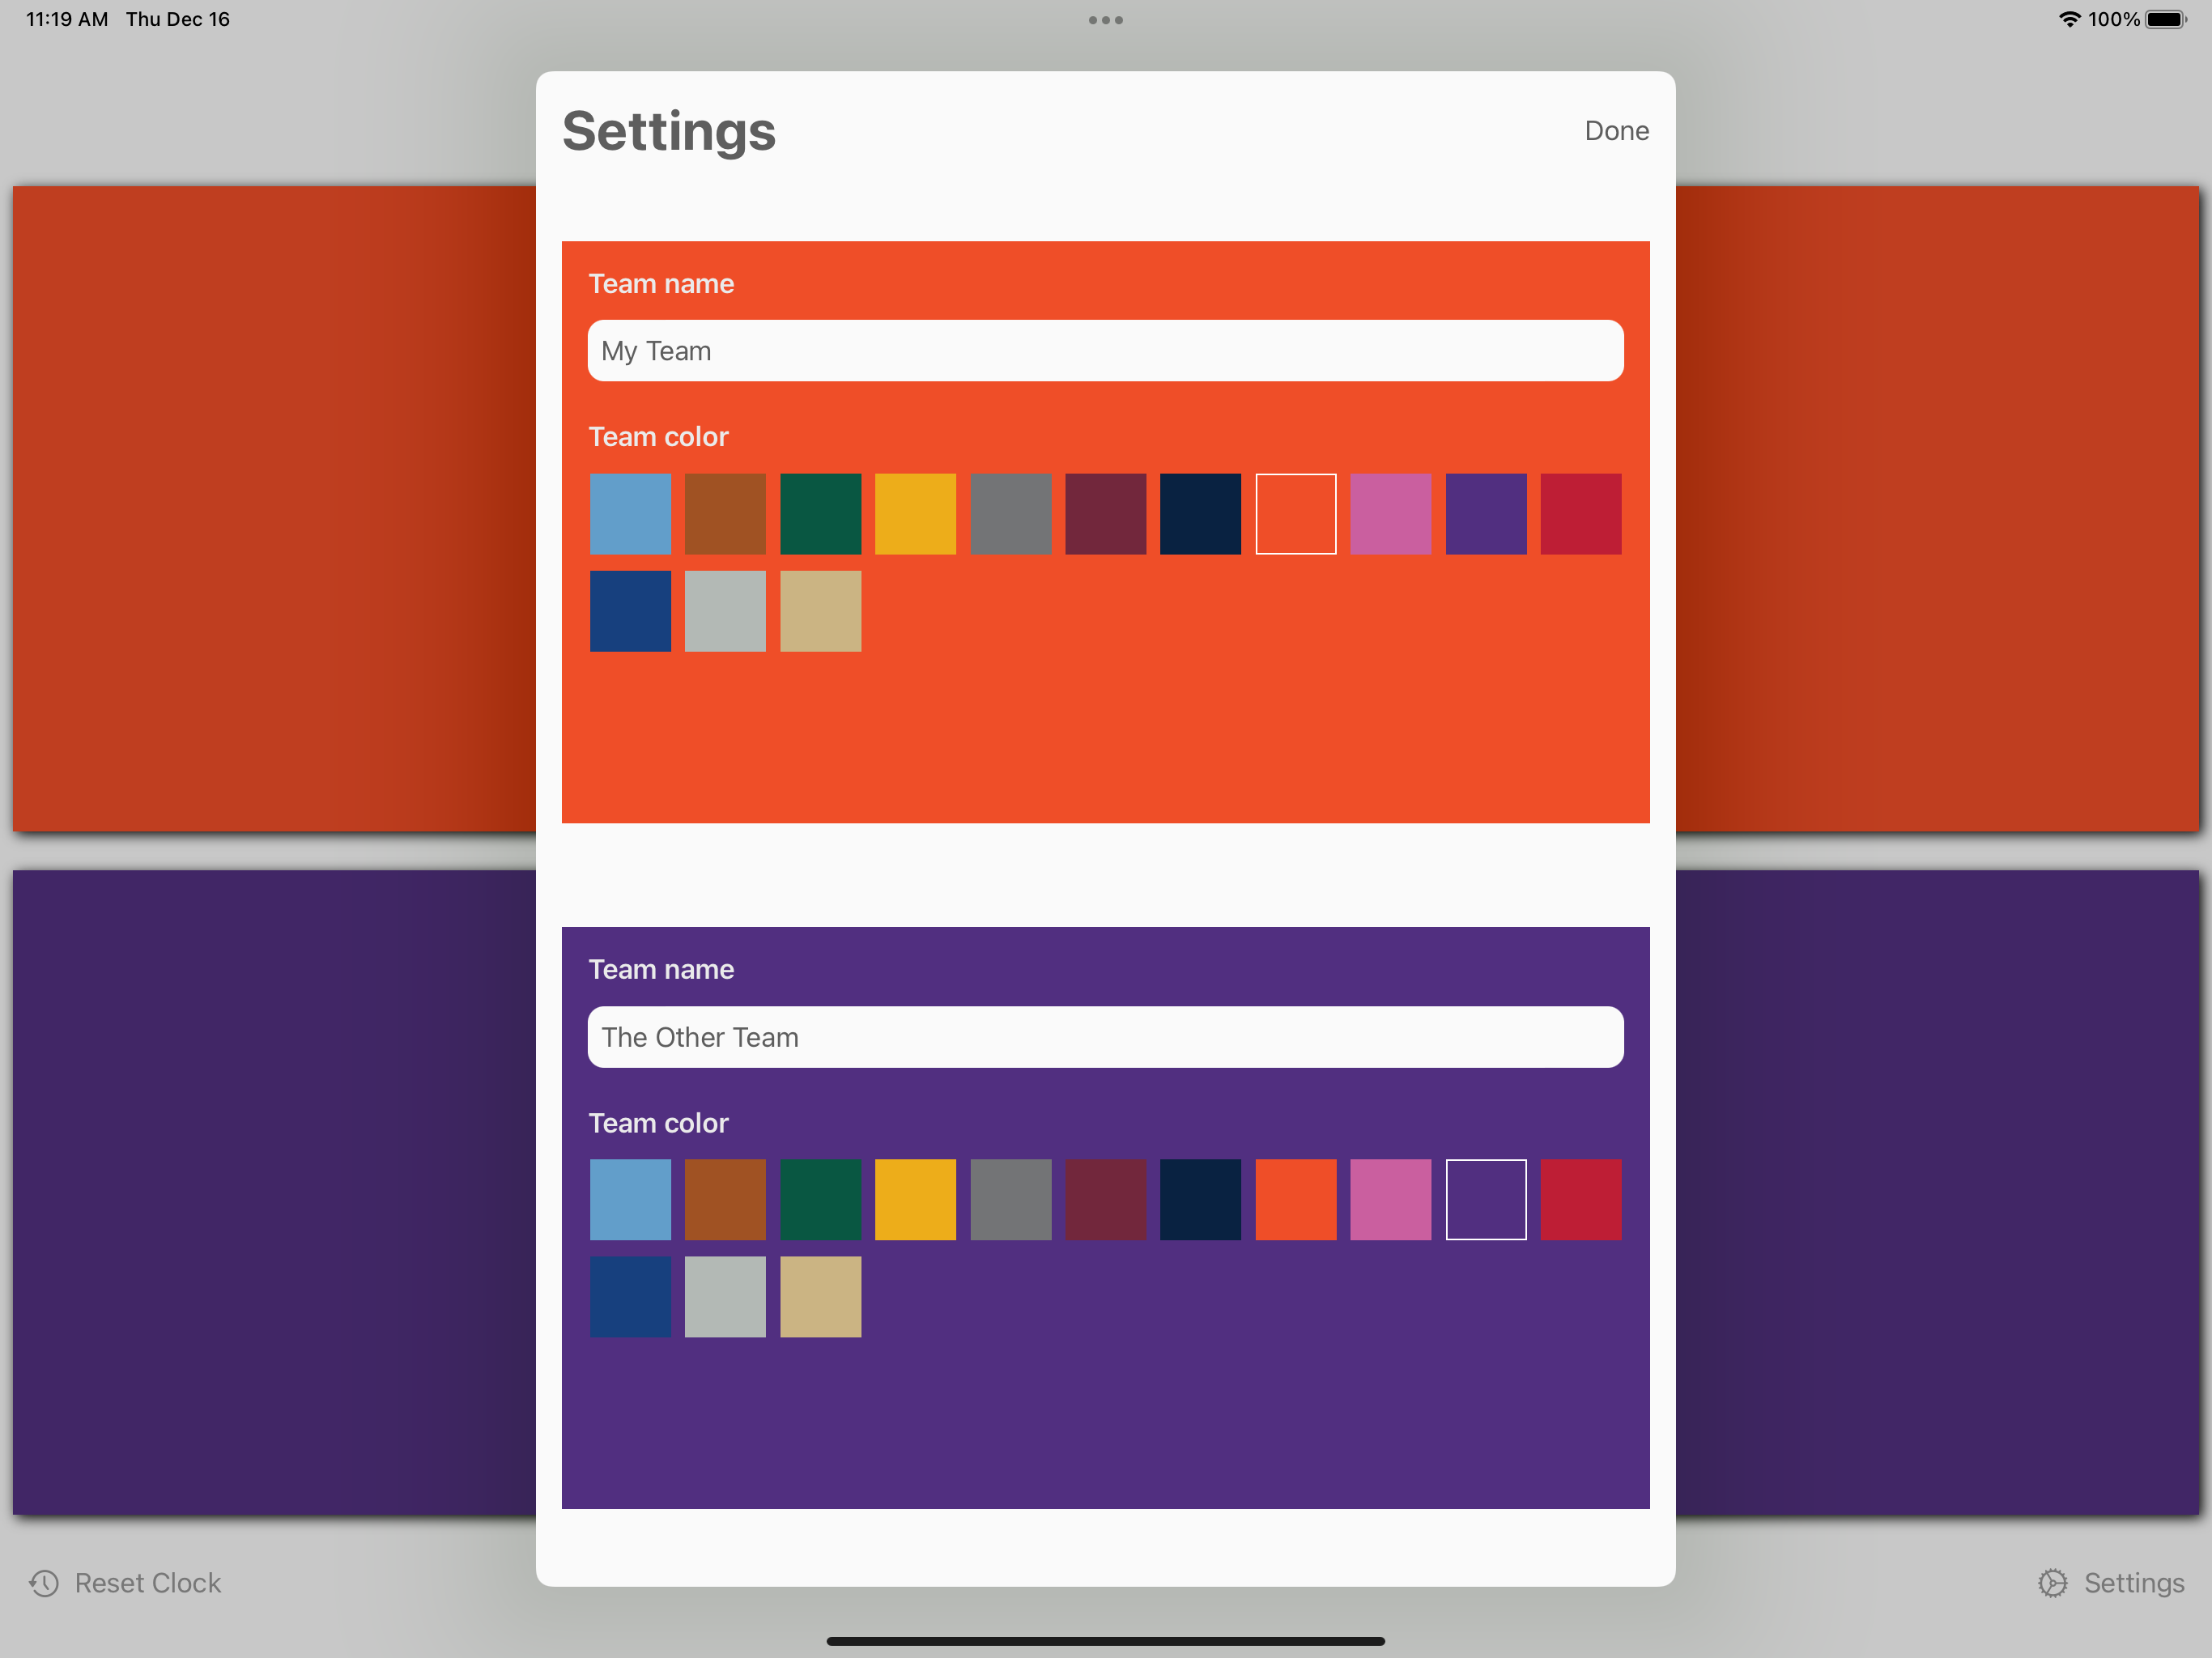 11:19 AM Thu Dec 16
100%
Settings
Done
Team name
My Team
Team color
Team name
The Other Team
Team color
Reset Clock
Settings